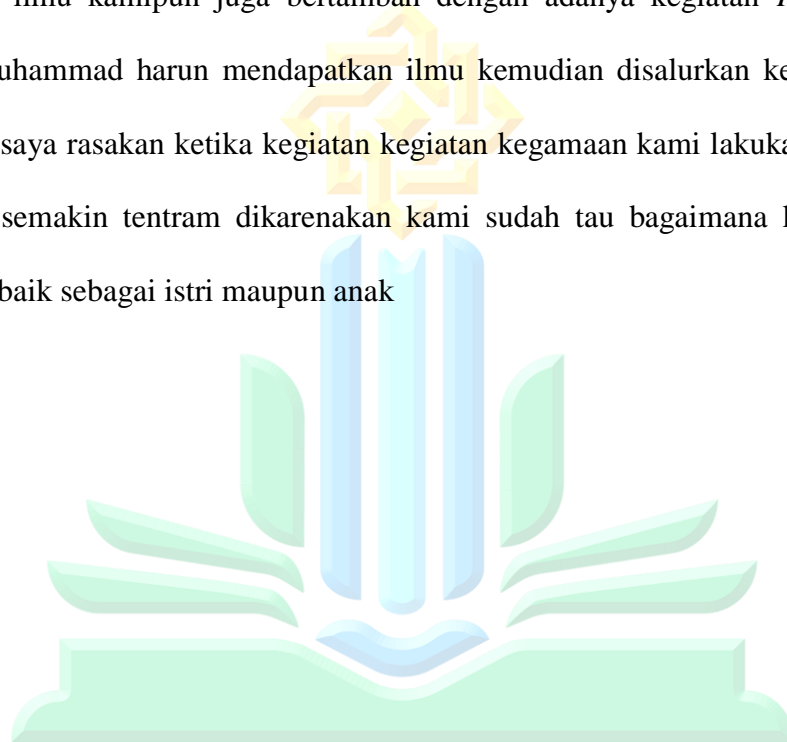 ilmu kamipun juga bertambah dengan adanya kegiatan
uhammad harun mendapatkan ilmu kemudian disalurkan ke
saya rasakan ketika kegiatan kegiatan kegamaan kami lakuka
semakin tentram dikarenakan kami sudah tau bagaimana
baik sebagai istri maupun anak